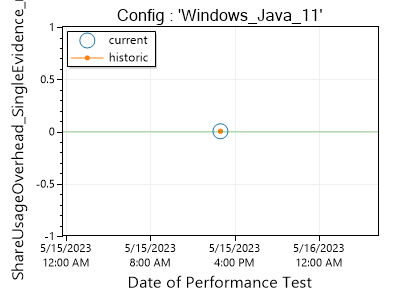 Config : 'Windows_Java_11'
ShareUsageOverhead_SingleEvidence_
current
historic
1
0.5
0
-0.5
-1
5/15/2023 5/15/2023 5/15/2023 5/16/2023
12:00 AM 8:00 AM 4:00 PM 12:00 AM
Date of Performance Test